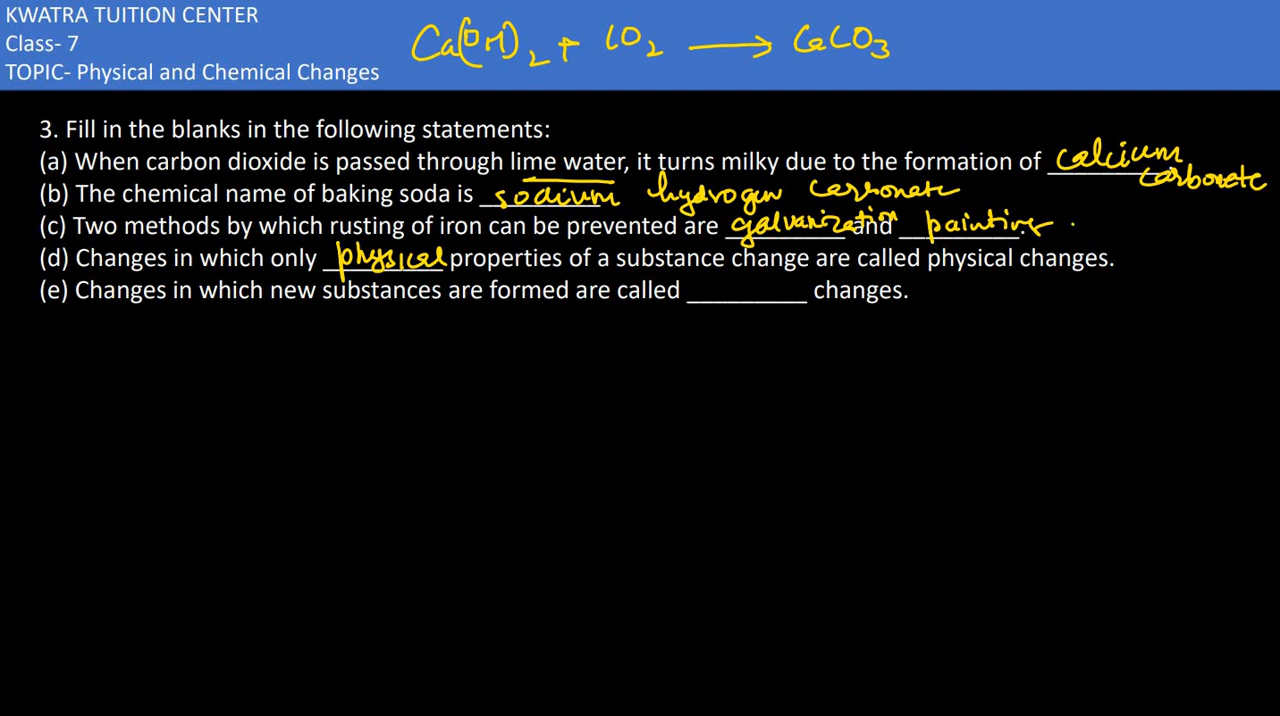 KWATRA TUITION CENTER
Class- 7
TOPIC- Physical and Chemical Changes
Ca(OH)2 + CO2 → CaCO3
3. Fill in the blanks in the following statements:
(a) When carbon dioxide is passed through lime water, it turns milky due to the formation of calcium carbonate
(b) The chemical name of baking soda is sodium hydrogen carbonate
(c) Two methods by which rusting of iron can be prevented are galvanization and painting.
(d) Changes in which only physical properties of a substance change are called physical changes.
(e) Changes in which new substances are formed are called _________ changes.